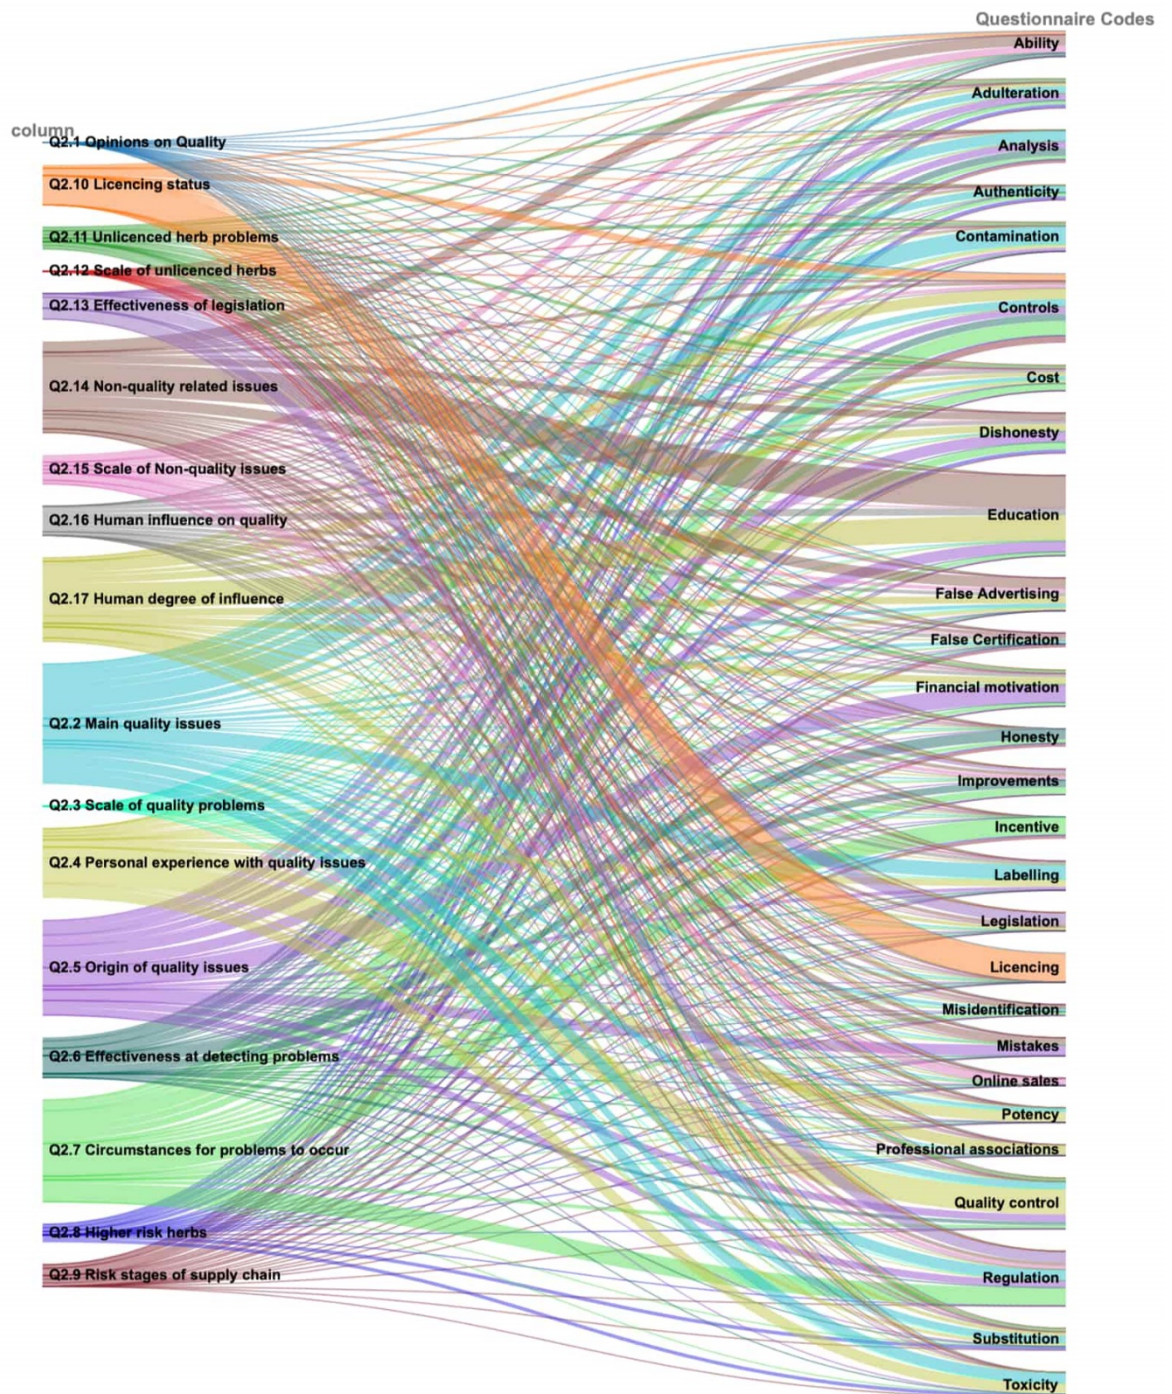 Questionnaire Codes
column
Q2.1 Opinions on Quality
Q2.10 Licencing status
Q2.11 Unlicenced herb problems
Q2.12 Scale of unlicenced herbs
Q2.13 Effectiveness of legislation
Q2.14 Non-quality related issues
Q2.15 Scale of Non-quality issues
Q2.16 Human influence on quality
Q2.17 Human degree of influence
Q2.2 Main quality issues
Q2.3 Scale of quality problems
Q2.4 Personal experience with quality issues
Q2.5 Origin of quality issues
Q2.6 Effectiveness at detecting problems
Q2.7 Circumstances for problems to occur
Q2.8 Higher risk herbs
Q2.9 Risk stages of supply chain
Ability
Adulteration
Analysis
Authenticity
Contamination
Controls
Cost
Dishonesty
Education
False Advertising
False Certification
Financial motivation
Honesty
Improvements
Incentive
Labelling
Legislation
Licencing
Misidentification
Mistakes
Online sales
Potency
Professional associations
Quality control
Regulation
Substitution
Toxicity